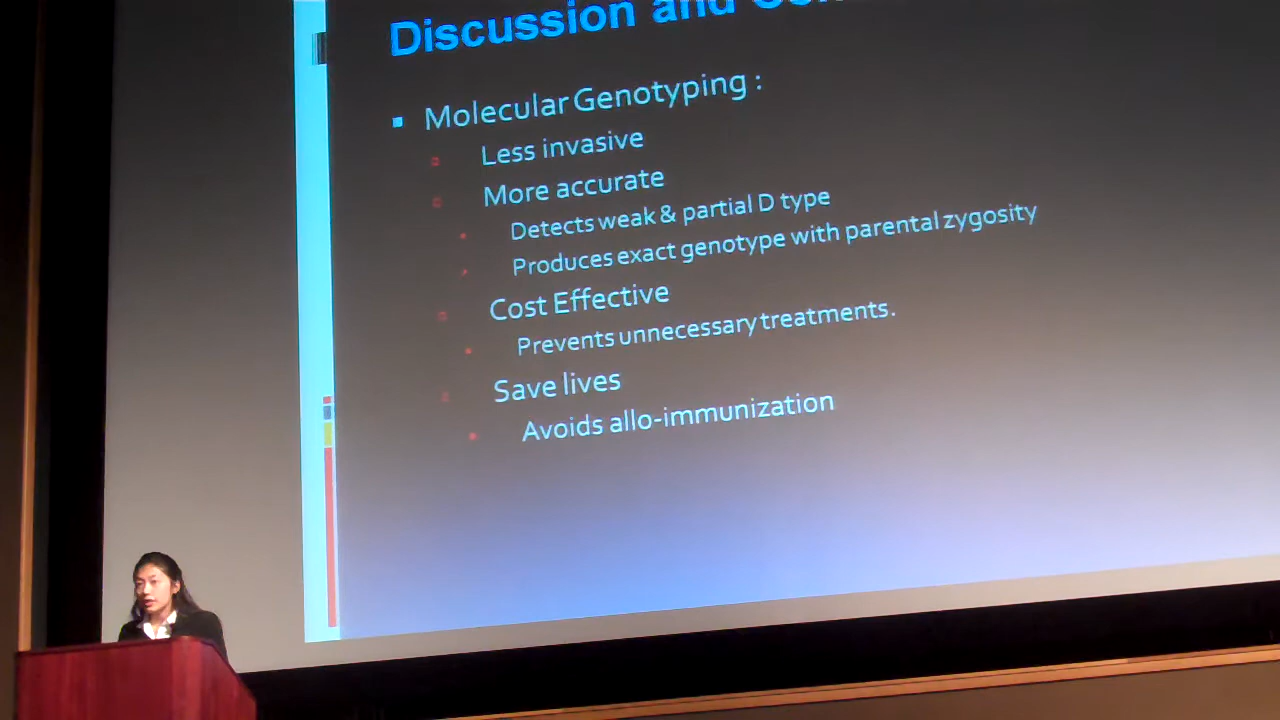 Discussion and
Molecular Genotyping :
Less invasive
More accurate
Detects weak & partial D type
Produces exact genotype with parental zygosity
Cost Effective
Prevents unnecessary treatments.
Save lives
Avoids allo-immunization